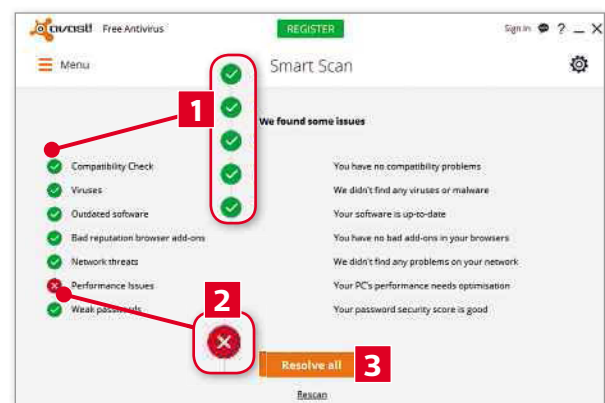 avast! Free Antivirus REGISTER Sign in ?
Menu Smart Scan
1
We found some issues
Compatibility Check You have no compatibility problems
Viruses We didn't find any viruses or malware
Outdated software Your software is up-to-date
Bad reputation browser add-ons You have no bad add-ons in your browsers
Network threats We didn't find any problems on your network
Performance Issues Your PC's performance needs optimisation
2
Weak passwords Your password security score is good
Resolve all 3
Rescan